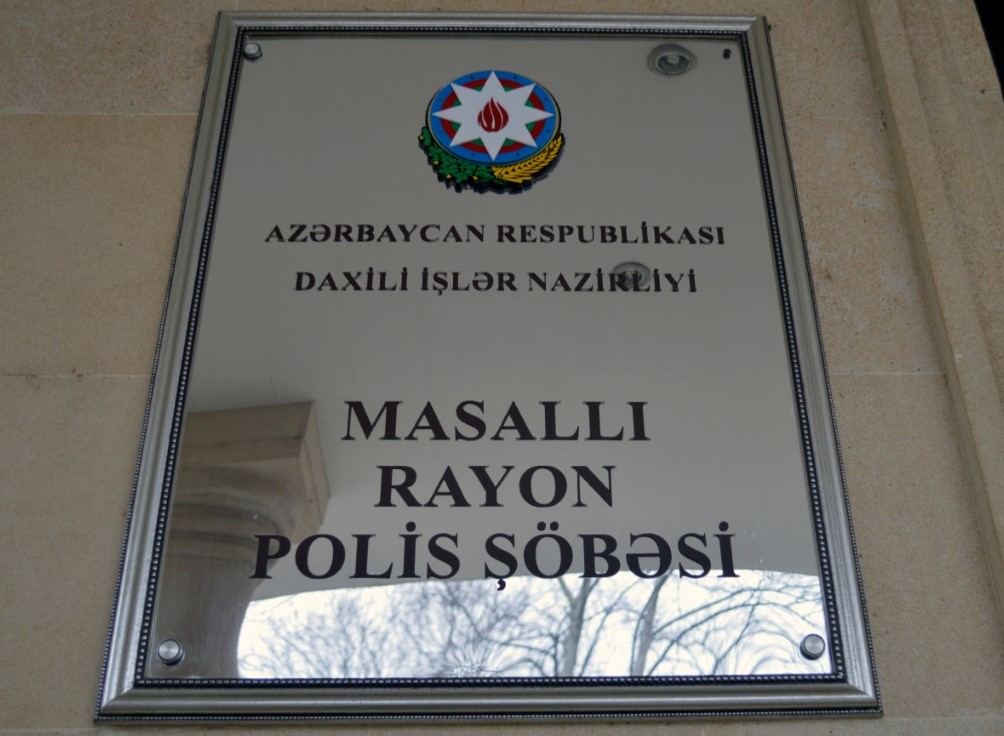 AZƏRBAYCAN RESPUBLİKASI
DAXİLİ İŞLƏR NAZİRLİYİ
MASALLI
RAYON
POLİS ŞÖBƏSİ